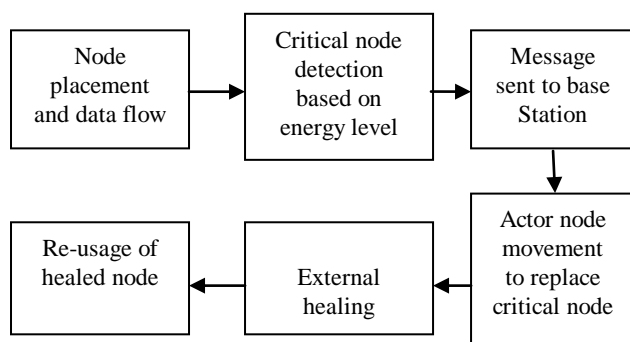 Node
placement
and data flow
Critical node
detection
based on
energy level
Message
sent to base
Station
Actor node
movement
to replace
critical node
External
healing
Re-usage of
healed node